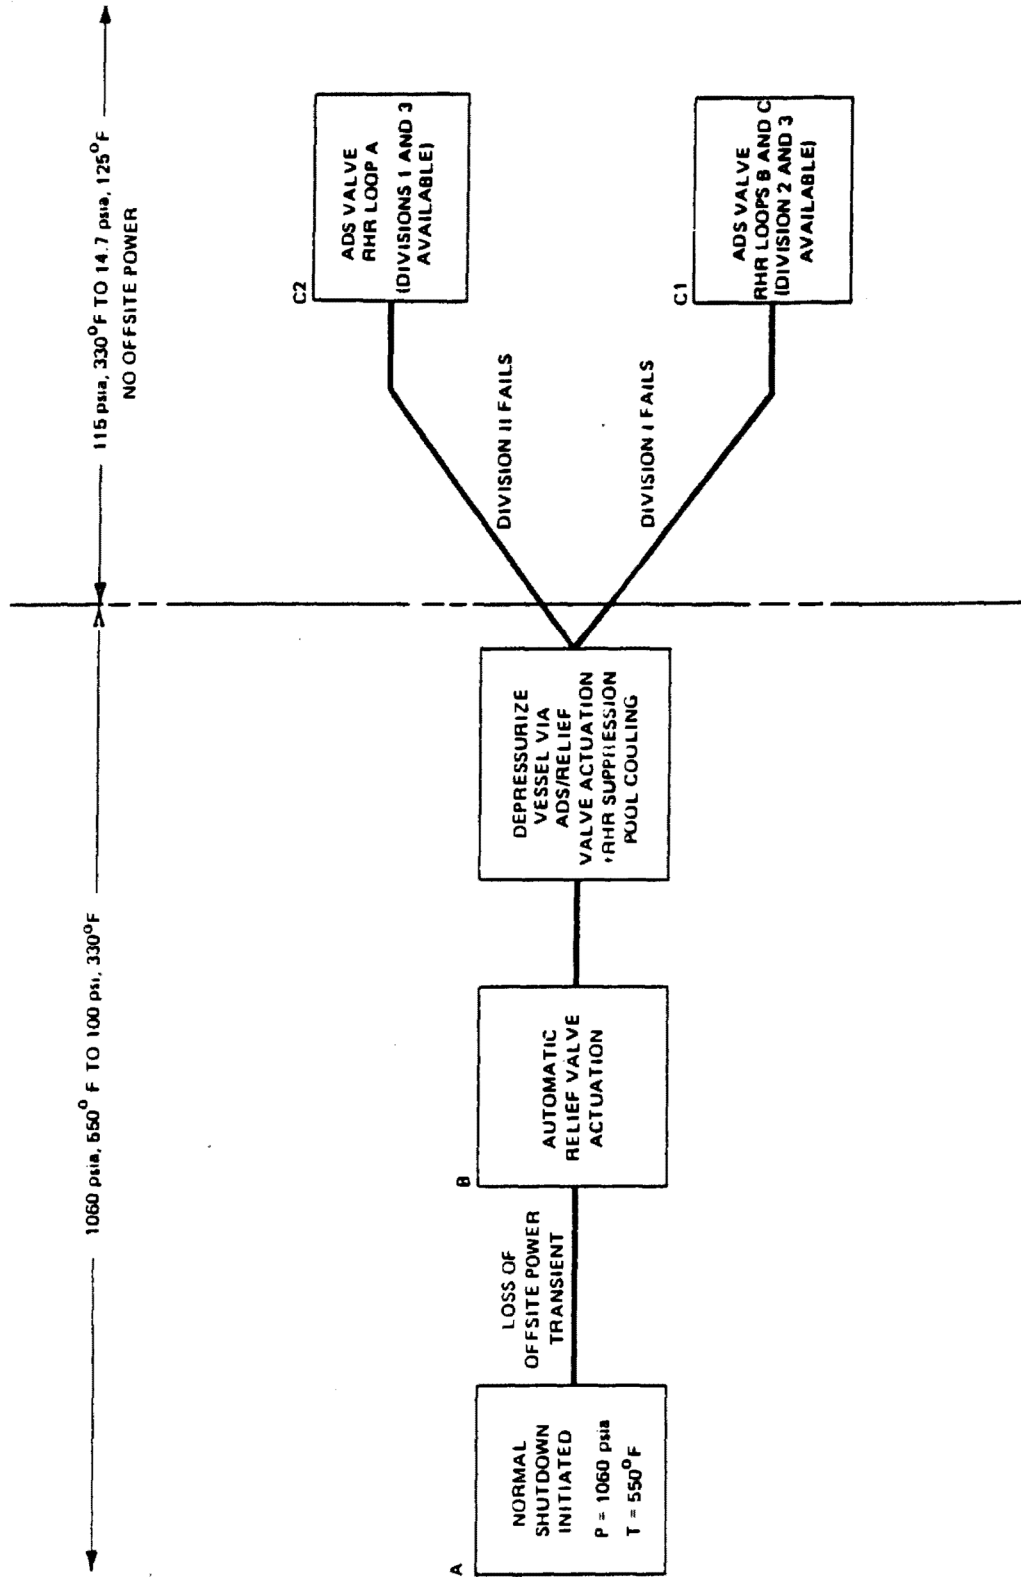 1060 psia, 550° F TO 100 psi, 330°F
115 psia, 330°F TO 14.7 psia, 125°F
NO OFFSITE POWER
A
NORMAL
SHUTDOWN
INITIATED
P = 1060 psia
T = 550°F
LOSS OF
OFFSITE POWER
TRANSIENT
B
AUTOMATIC
RELIEF VALVE
ACTUATION
DEPRESSURIZE
VESSEL VIA
ADS/RELIEF
VALVE ACTUATION
+RHR SUPPRESSION
POOL COOLING
DIVISION II FAILS
C2
ADS VALVE
RHR LOOP A
(DIVISIONS 1 AND 3
AVAILABLE)
DIVISION I FAILS
C1
ADS VALVE
RHR LOOPS B AND C
(DIVISION 2 AND 3
AVAILABLE)